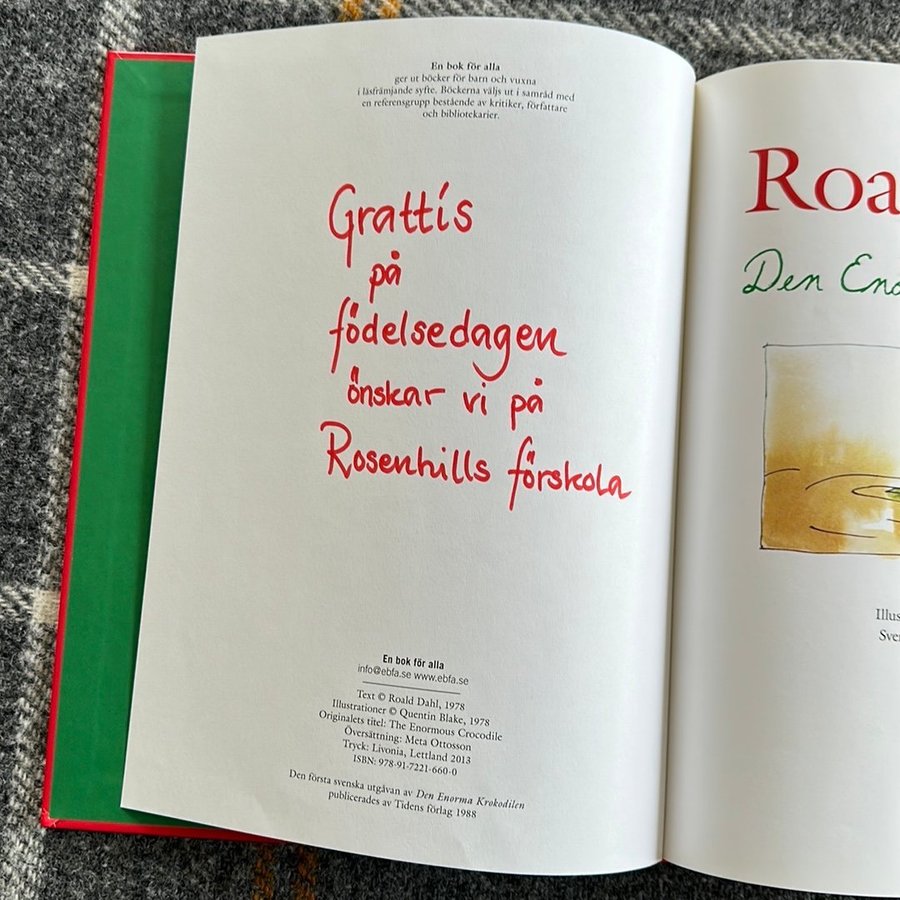 En bok för alla
ger ut böcker för barn och vuxna
i läsfrämjande syfte. Böckerna väljs ut i samråd med
en referensgrupp bestående av kritiker, författare
och bibliotekarier.
Grattis
på
födelsedagen
önskar vi på
Rosenhills förskola
En bok för alla
info@ebfa.se www.ebfa.se
Text © Roald Dahl, 1978
Illustrationer © Quentin Blake, 1978
Originalets titel: The Enormous Crocodile
Översättning: Meta Ottosson
Tryck: Livonia, Lettland 2013
ISBN: 978-91-7221-660-0
Den första svenska utgåvan av Den Enorma Krokodilen
publicerades av Tidens förlag 1988
Roa
Den Eno
Illus
Sve